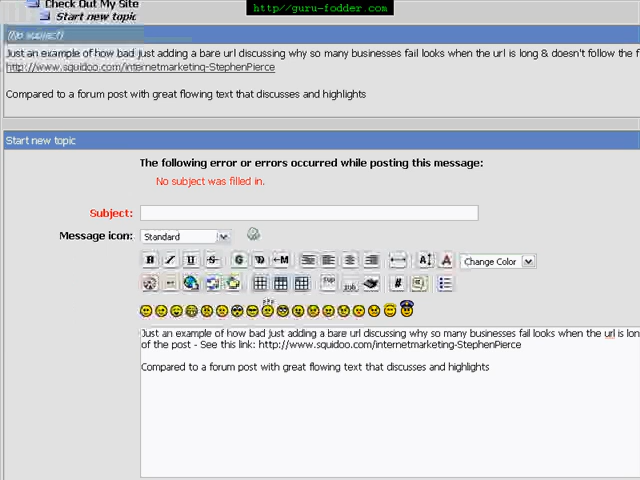 Check Out My Site
Start new topic
http//guru-fodder.com
(No subject)
Just an example of how bad just adding a bare url discussing why so many businesses fail looks when the url is long & doesn't follow the f
http://www.squidoo.com/internetmarketing-StephenPierce
Compared to a forum post with great flowing text that discusses and highlights
Start new topic
The following error or errors occurred while posting this message:
No subject was filled in.
Subject:
Message icon: Standard
B I U S G M A Change Color
sup sub #
Just an example of how bad just adding a bare url discussing why so many businesses fail looks when the url is lon
of the post - See this link: http://www.squidoo.com/internetmarketing-StephenPierce
Compared to a forum post with great flowing text that discusses and highlights